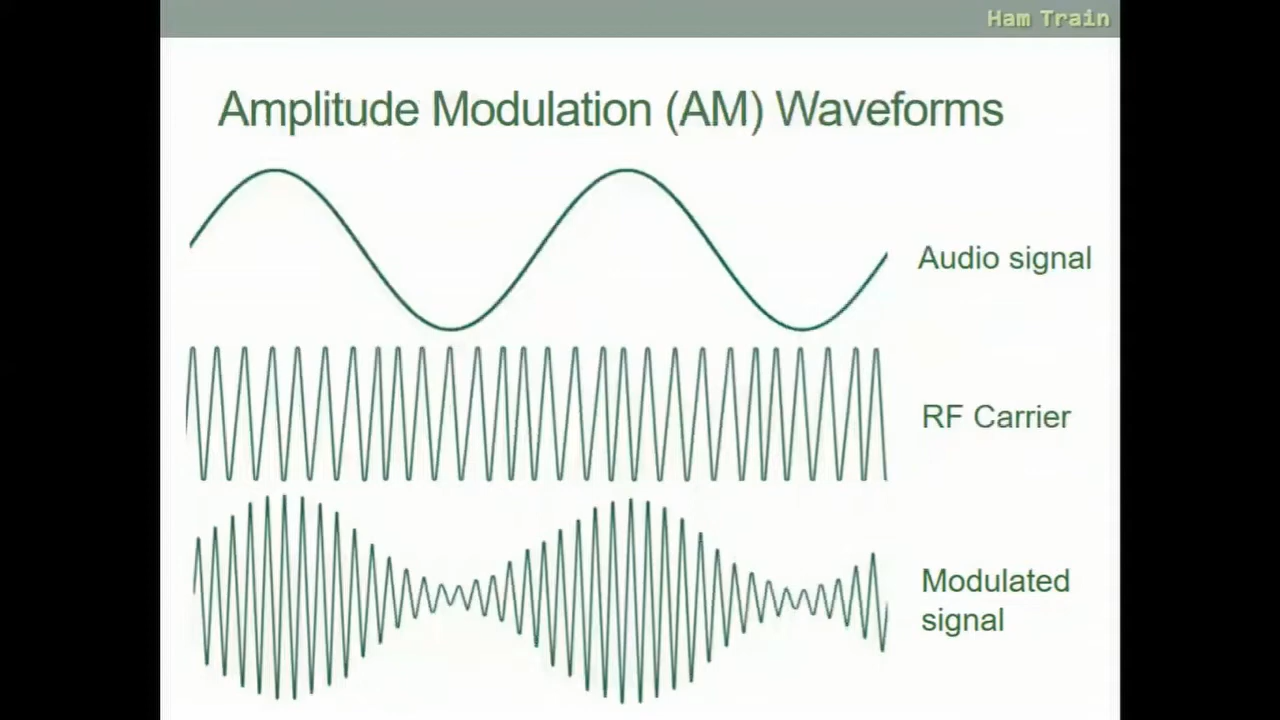 Ham Train
Amplitude Modulation (AM) Waveforms
Audio signal
RF Carrier
Modulated
signal